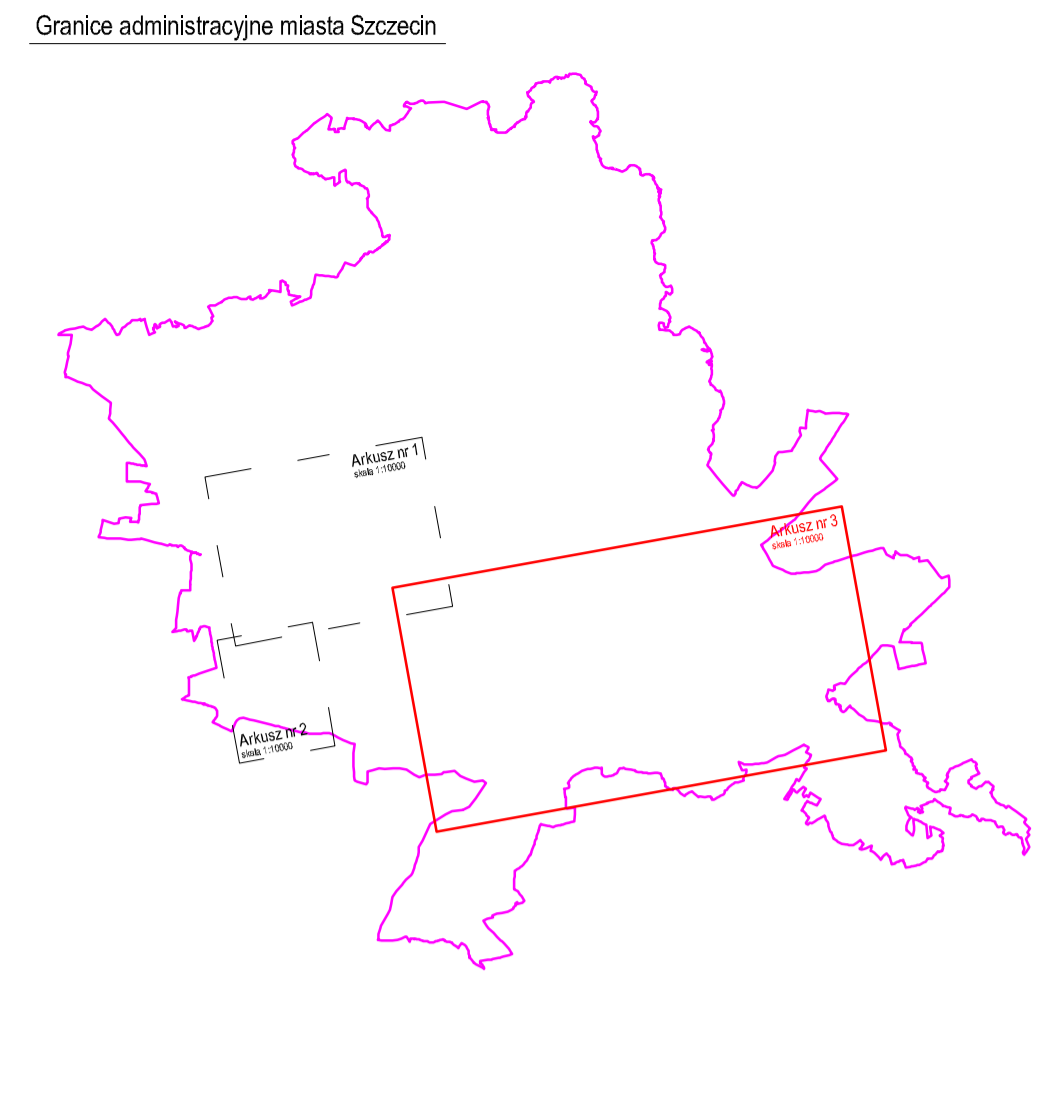 Granice administracyjne miasta Szczecin
Arkusz nr 1
skala 1:10000
Arkusz nr 3
skala 1:10000
Arkusz nr 2
skala 1:10000